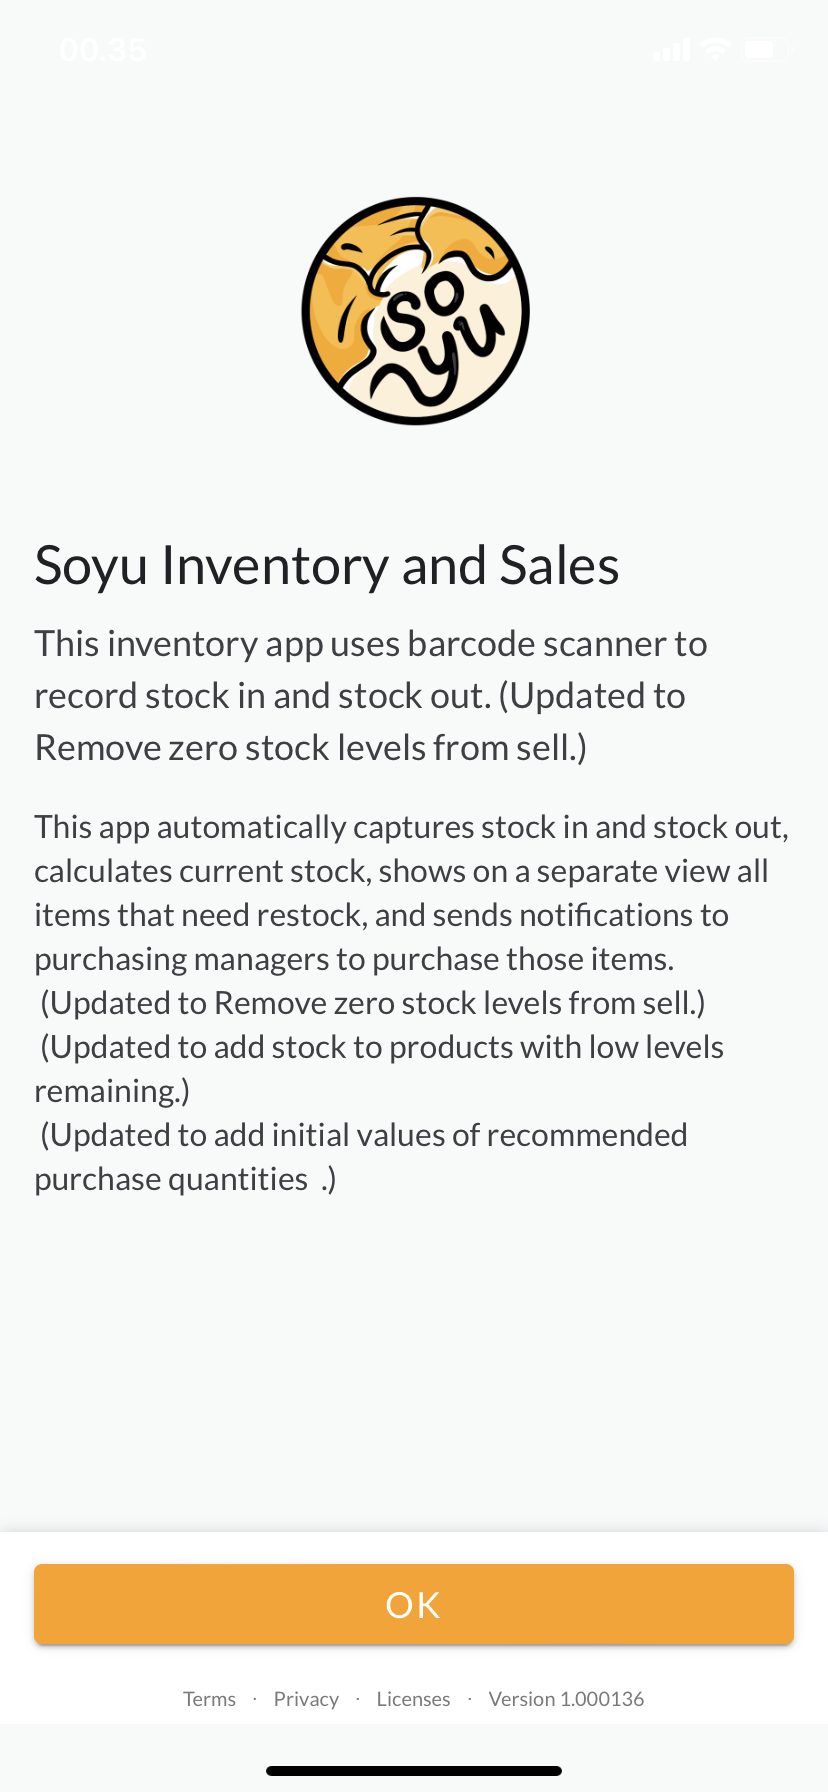 00.35
so
yu
Soyu Inventory and Sales
This inventory app uses barcode scanner to
record stock in and stock out. (Updated to
Remove zero stock levels from sell.)
This app automatically captures stock in and stock out,
calculates current stock, shows on a separate view all
items that need restock, and sends notifications to
purchasing managers to purchase those items.
(Updated to Remove zero stock levels from sell.)
(Updated to add stock to products with low levels
remaining.)
(Updated to add initial values of recommended
purchase quantities  .)
OK
Terms · Privacy · Licenses · Version 1.000136